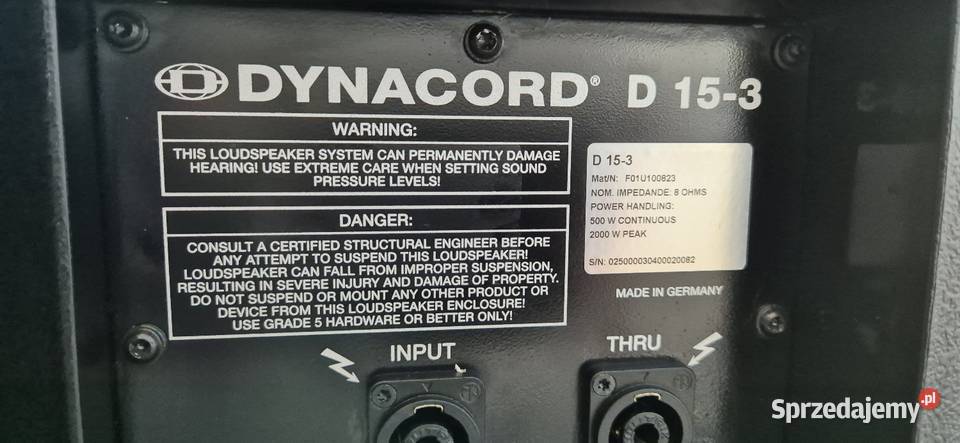 DYNACORD® D 15-3
WARNING:
THIS LOUDSPEAKER SYSTEM CAN PERMANENTLY DAMAGE
HEARING! USE EXTREME CARE WHEN SETTING SOUND
PRESSURE LEVELS!
DANGER:
CONSULT A CERTIFIED STRUCTURAL ENGINEER BEFORE
ANY ATTEMPT TO SUSPEND THIS LOUDSPEAKER!
LOUDSPEAKER CAN FALL FROM IMPROPER SUSPENSION,
RESULTING IN SEVERE INJURY AND DAMAGE OF PROPERTY.
DO NOT SUSPEND OR MOUNT ANY OTHER PRODUCT OR
DEVICE FROM THIS LOUDSPEAKER ENCLOSURE!
USE GRADE 5 HARDWARE OR BETTER ONLY!
D 15-3
Mat/N: F01U100823
NOM. IMPEDANDE: 8 OHMS
POWER HANDLING:
500 W CONTINUOUS
2000 W PEAK
S/N: 025000030400020082
MADE IN GERMANY
INPUT
THRU
Sprzedajemy.pl